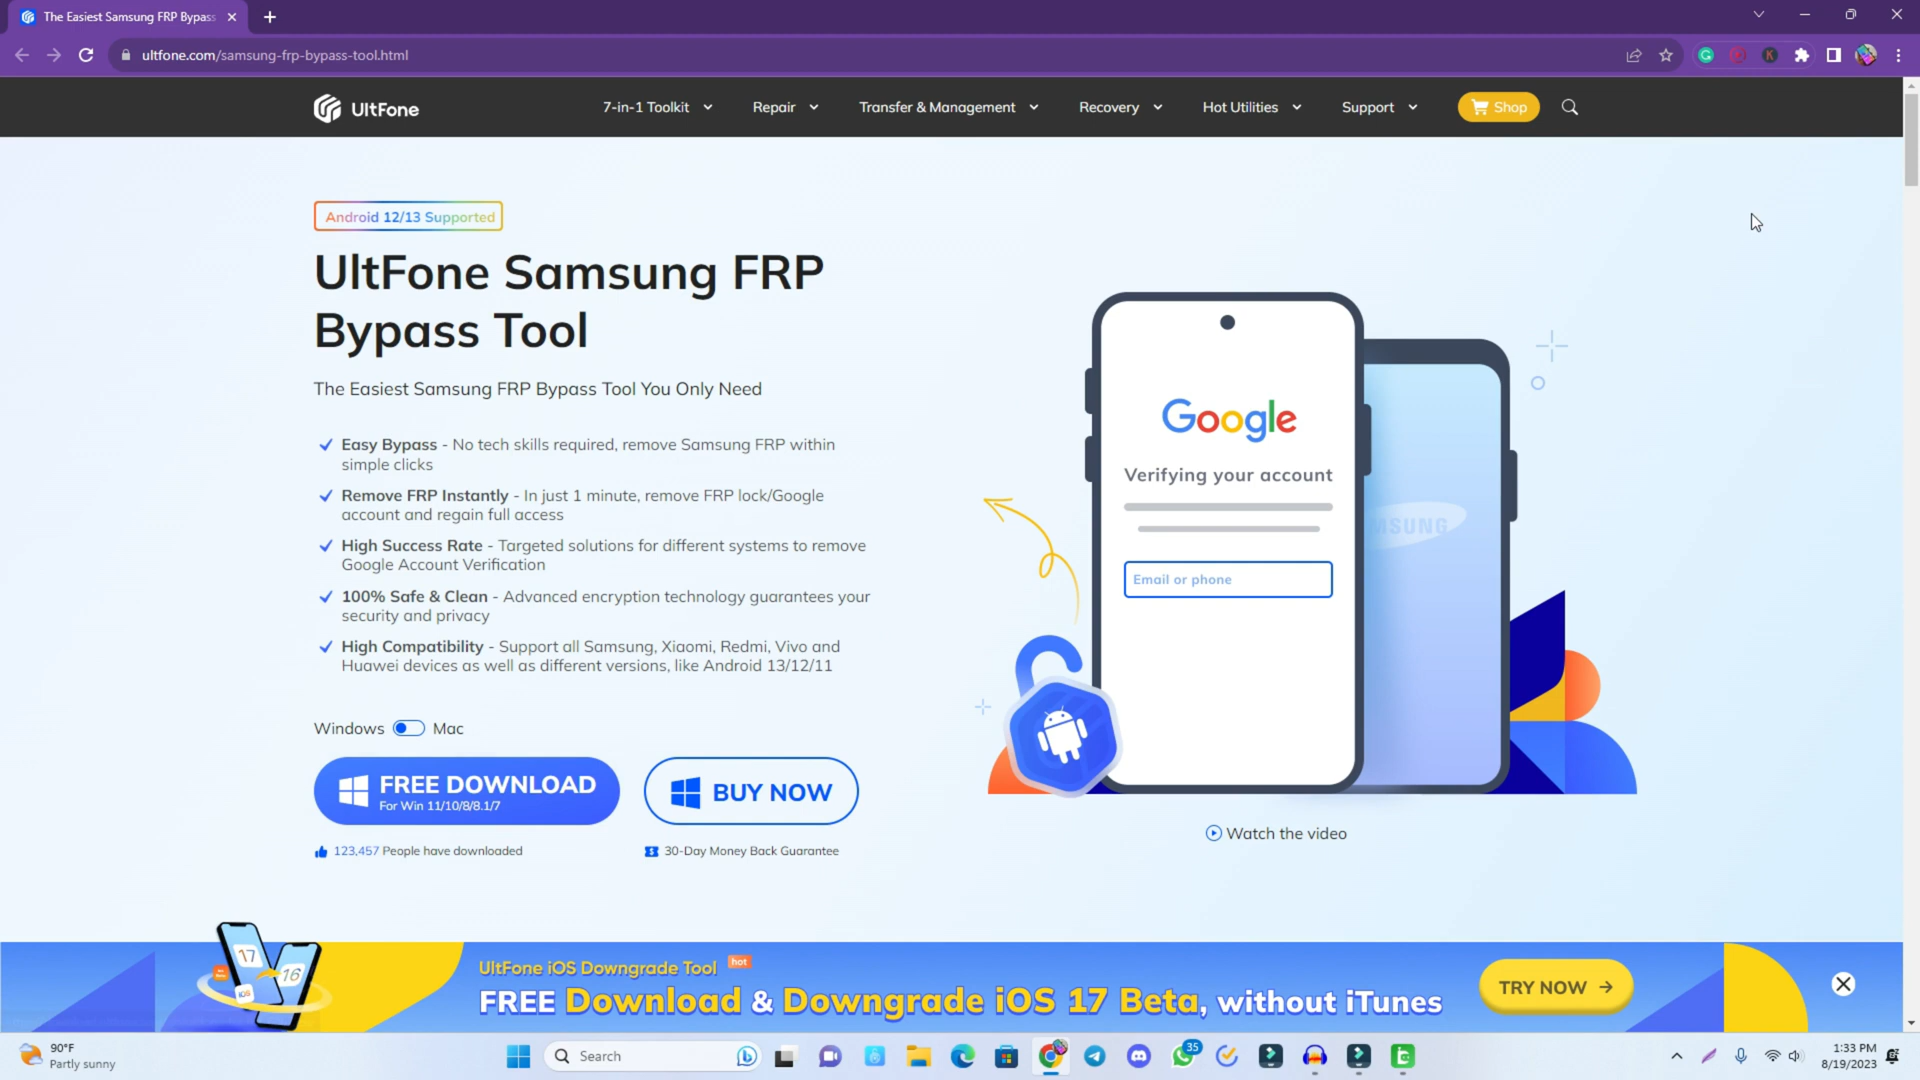 The Easiest Samsung FRP Bypass
ultfone.com/samsung-frp-bypass-tool.html
UltFone
7-in-1 Toolkit
Repair
Transfer & Management
Recovery
Hot Utilities
Support
Shop
Android 12/13 Supported
UltFone Samsung FRP
Bypass Tool
The Easiest Samsung FRP Bypass Tool You Only Need
Easy Bypass - No tech skills required, remove Samsung FRP within
simple clicks
Remove FRP Instantly - In just 1 minute, remove FRP lock/Google
account and regain full access
High Success Rate - Targeted solutions for different systems to remove
Google Account Verification
100% Safe & Clean - Advanced encryption technology guarantees your
security and privacy
High Compatibility - Support all Samsung, Xiaomi, Redmi, Vivo and
Huawei devices as well as different versions, like Android 13/12/11
Windows
Mac
FREE DOWNLOAD
For Win 11/10/8/8.1/7
BUY NOW
123,457 People have downloaded
30-Day Money Back Guarantee
Google
Verifying your account
Email or phone
MSUNG
Watch the video
17
16
iOS
UltFone iOS Downgrade Tool
hot
FREE Download & Downgrade iOS 17 Beta, without iTunes
TRY NOW
90°F
Partly sunny
Search
35
1:33 PM
8/19/2023